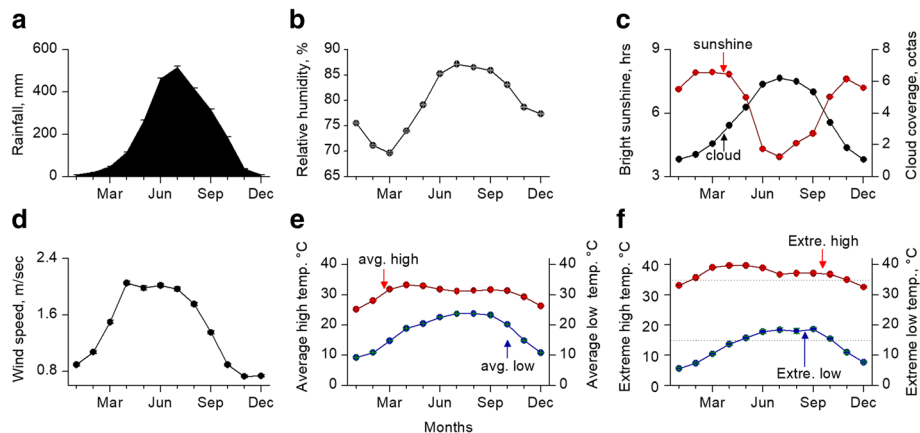 a
b
c
Rainfall, mm
600
400
200
0
Mar Jun Sep Dec
Relative humidity, %
90
85
80
75
70
65
Mar Jun Sep Dec
Bright sunshine, hrs
9
6
3
sunshine
cloud
8
7
6
5
4
3
2
1
0
Cloud coverage, octas
Mar Jun Sep Dec
d
e
f
Wind speed, m/sec
2.4
1.6
0.8
Mar Jun Sep Dec
Average high temp. °C
40
30
20
10
0
avg. high
avg. low
40
30
20
10
0
Average low temp. °C
Mar Jun Sep Dec
Extreme high temp. °C
40
30
20
10
0
Extre. high
Extre. low
40
30
20
10
0
Extreme low temp., °C
Mar Jun Sep Dec
Months